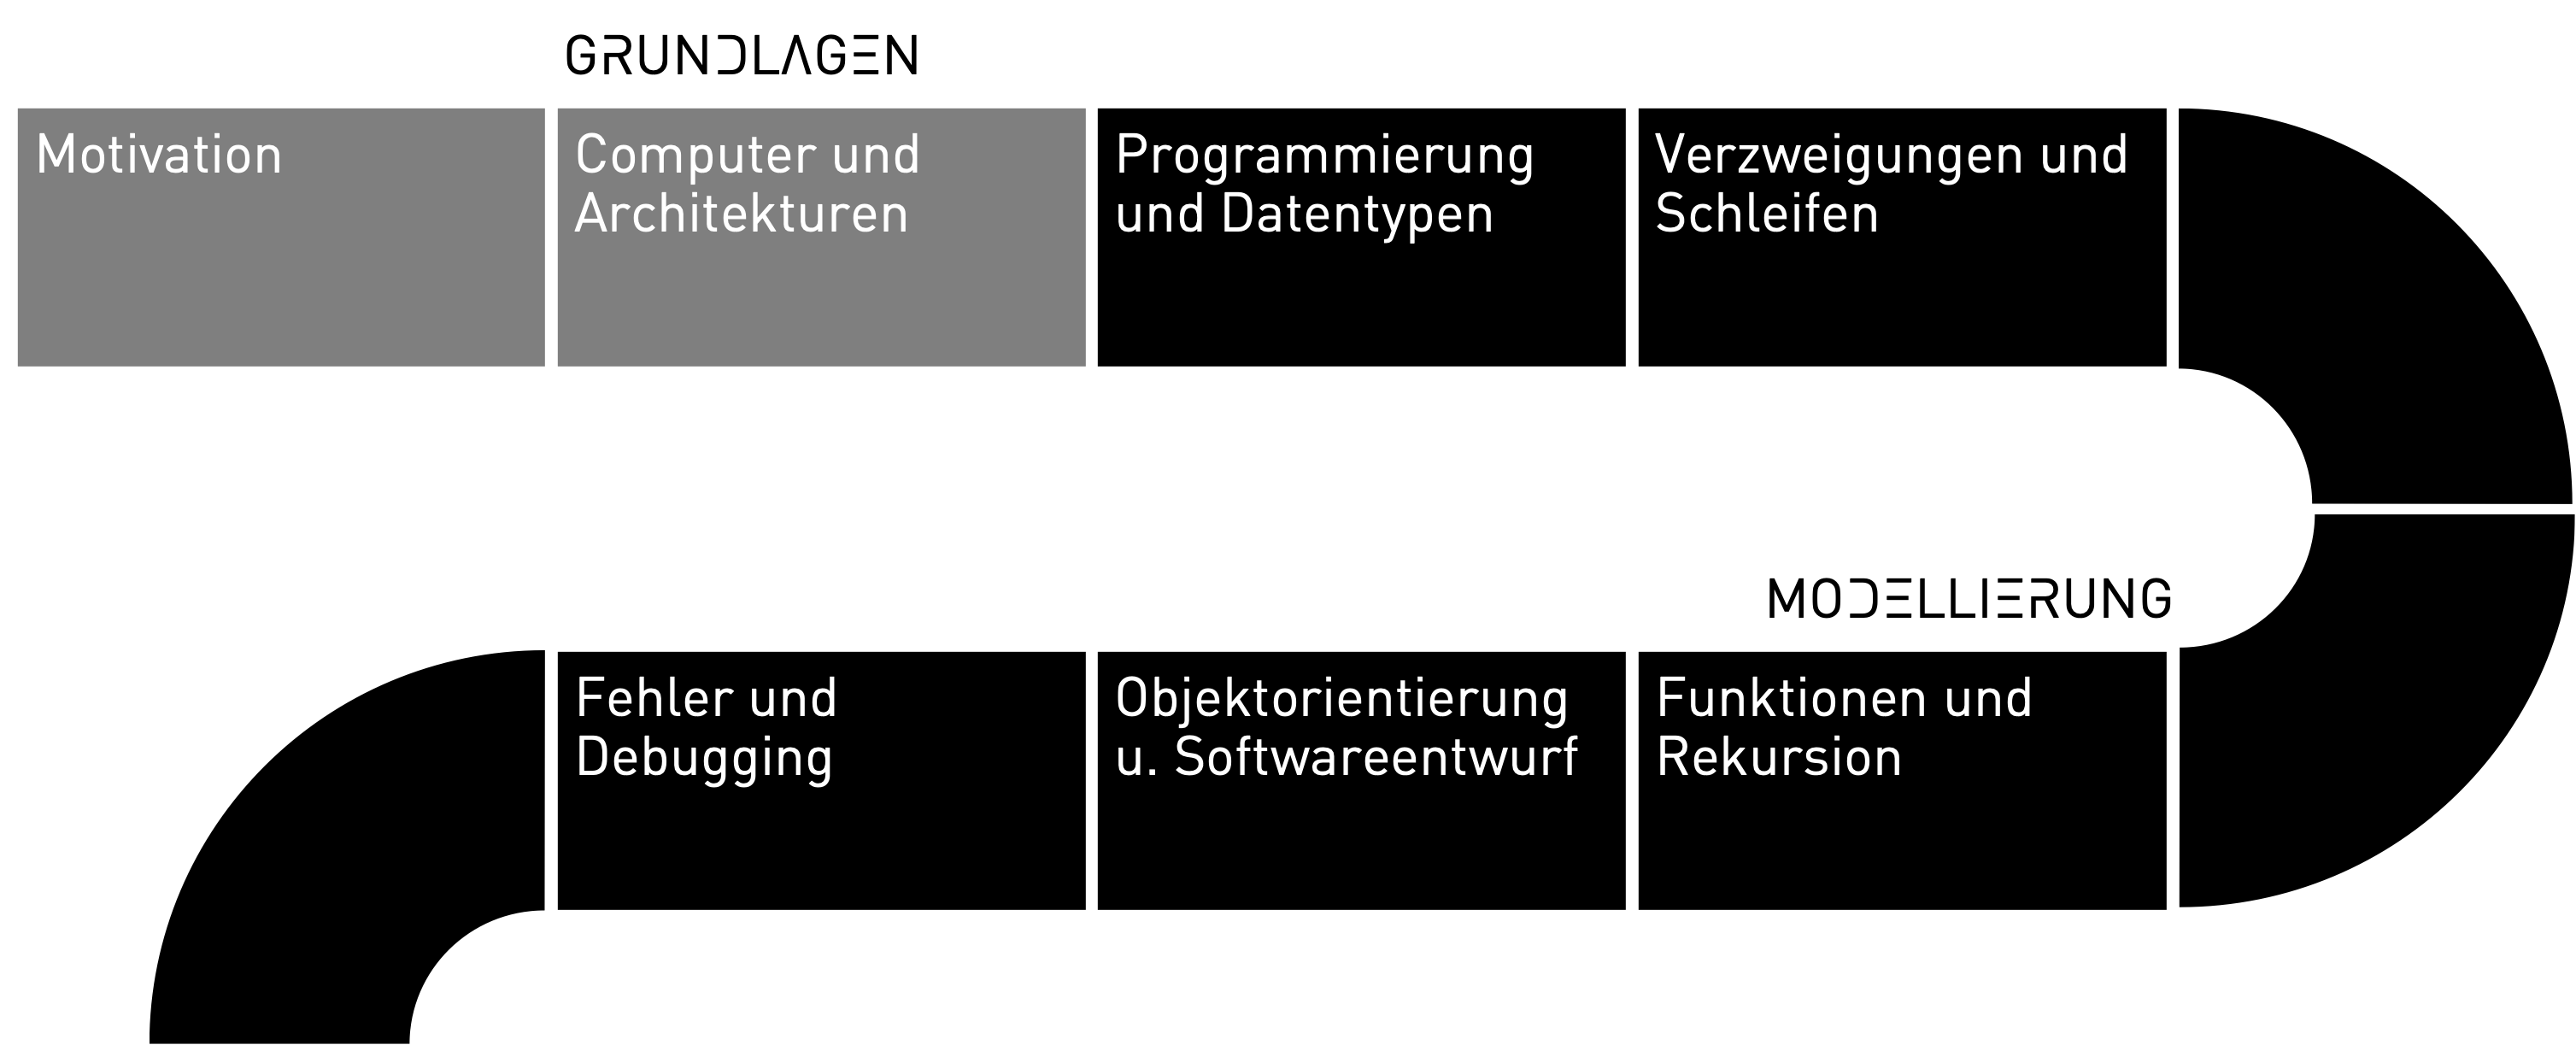 GRUNDLAGEN
Motivation
Computer und
Architekturen
Programmierung
und Datentypen
Verzweigungen und
Schleifen
MODELLIERUNG
Fehler und
Debugging
Objektorientierung
u. Softwareentwurf
Funktionen und
Rekursion